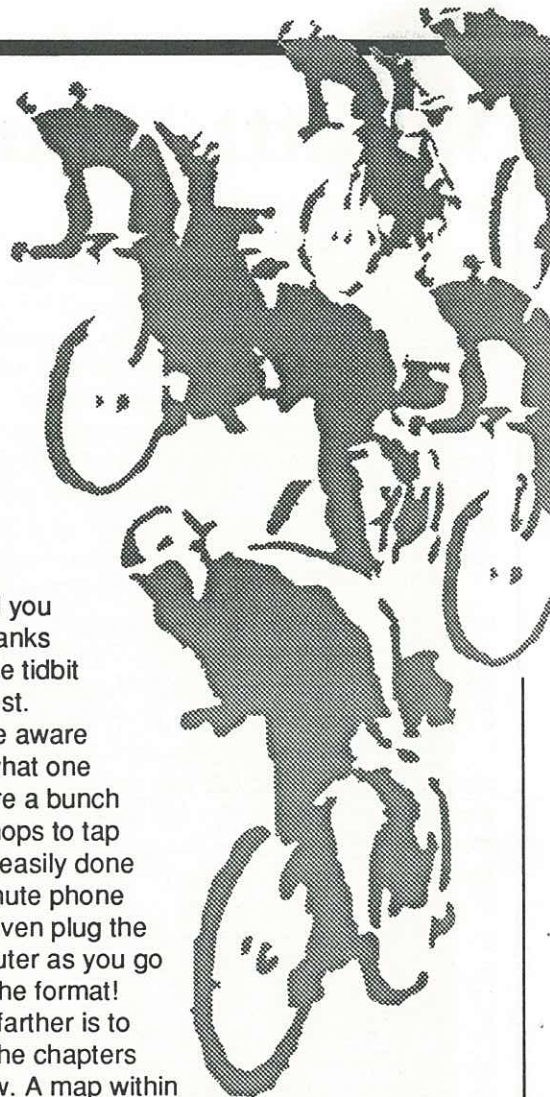 you
anks
e tidbit
st.
e aware
hat one
re a bunch
hops to tap
easily done
nute phone
ven plug the
uter as you go
he format!
farther is to
he chapters
w. A map within